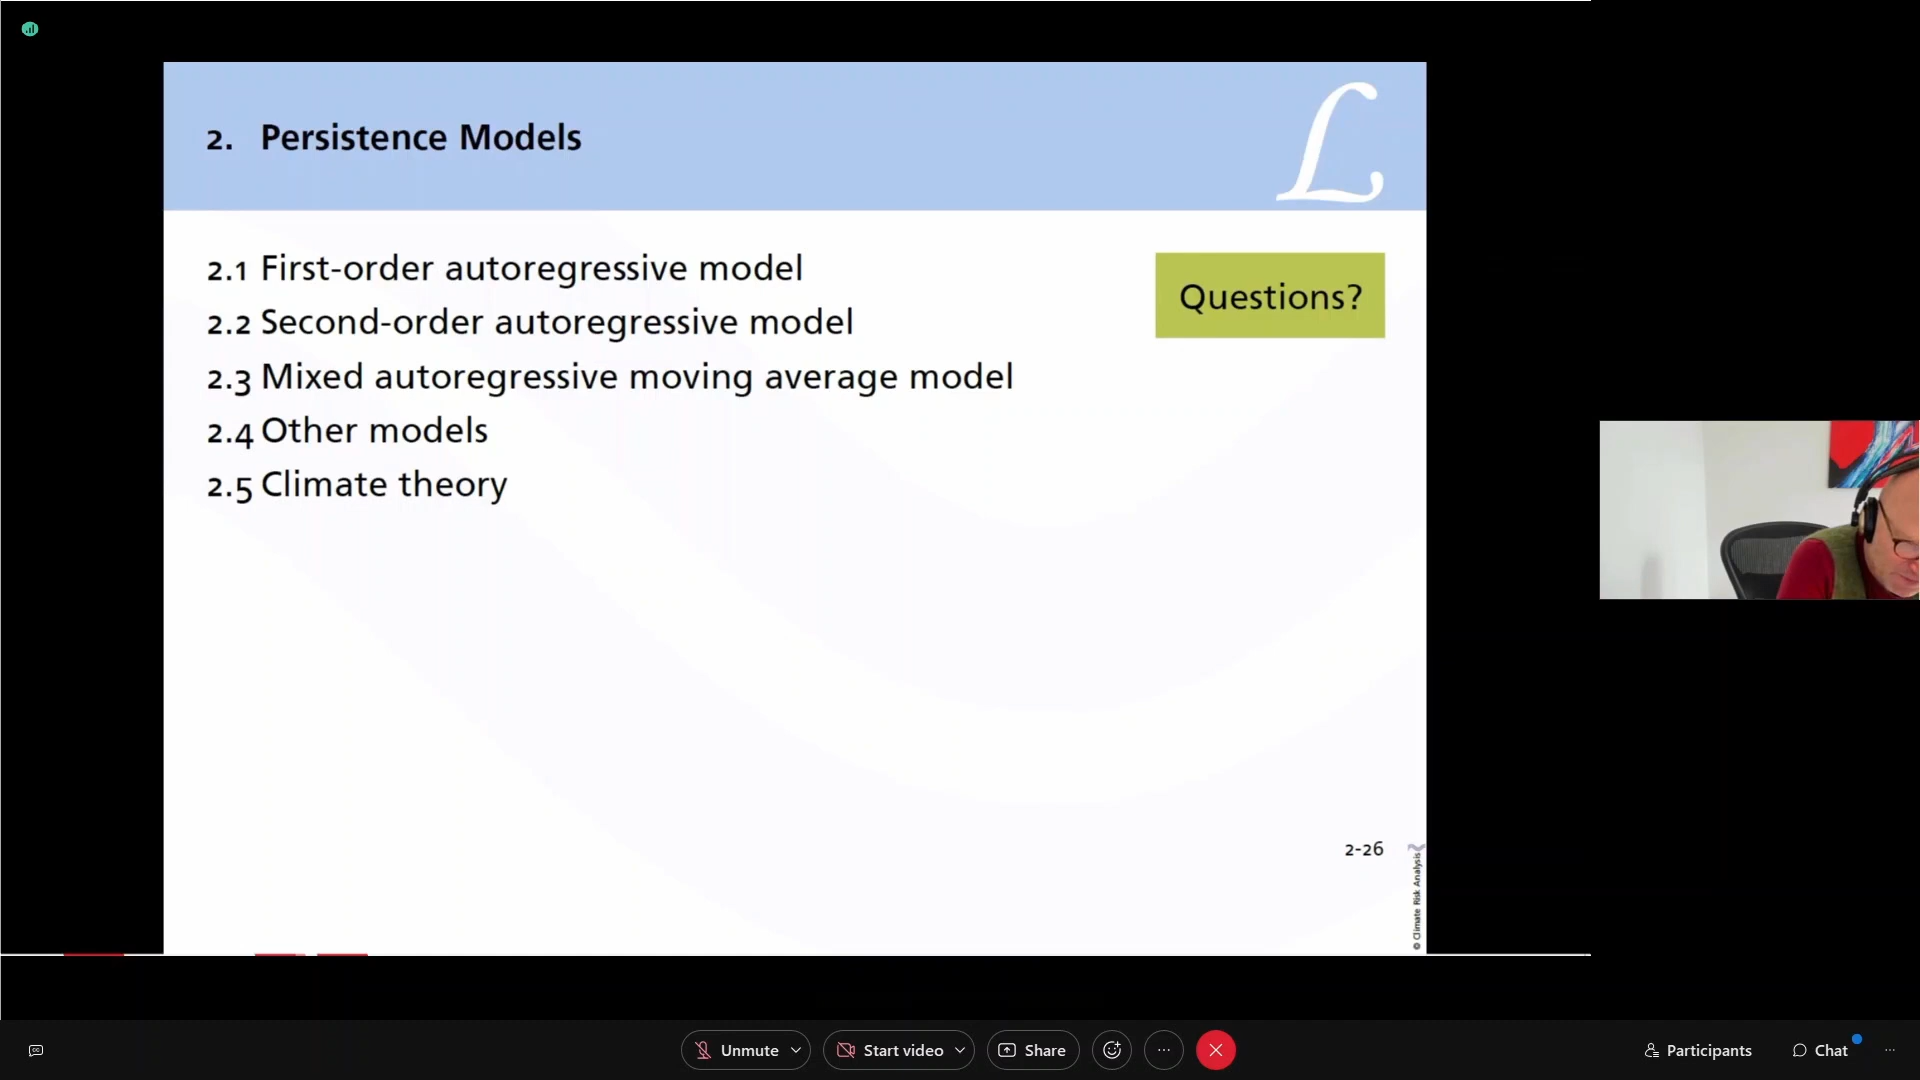 2. Persistence Models
ℒ
2.1 First-order autoregressive model
2.2 Second-order autoregressive model
2.3 Mixed autoregressive moving average model
2.4 Other models
2.5 Climate theory
Questions?
2-26
© Climate Risk Analysis
Unmute
Start video
Share
Participants
Chat